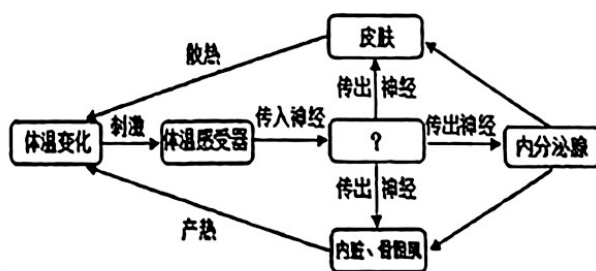 皮肤
散热
传出 神经
体温变化
刺激
体温感受器
传入神经
?
传出神经
内分泌腺
传出 神经
产热
内脏、骨骼肌